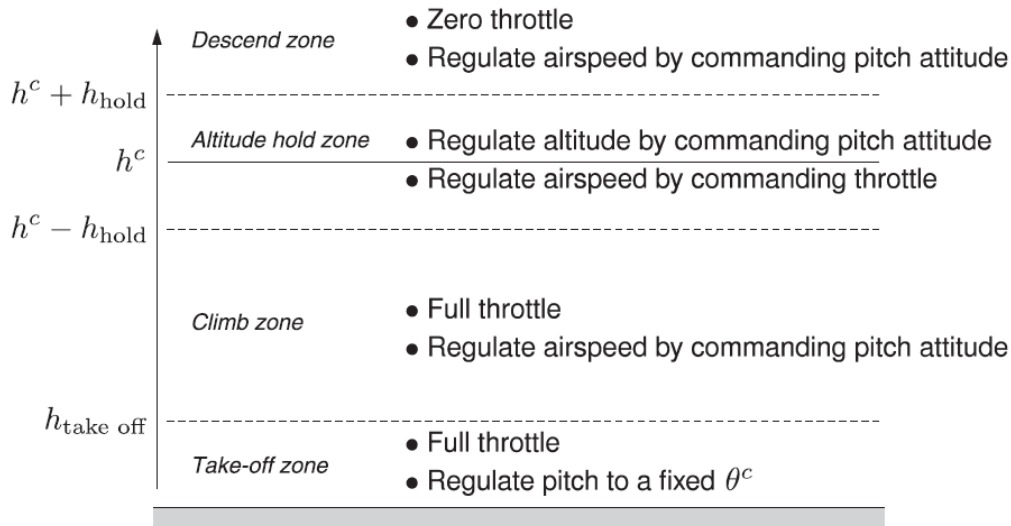 Descend zone
• Zero throttle
• Regulate airspeed by commanding pitch attitude
h^c + h_hold
Altitude hold zone
• Regulate altitude by commanding pitch attitude
h^c
• Regulate airspeed by commanding throttle
h^c − h_hold
Climb zone
• Full throttle
• Regulate airspeed by commanding pitch attitude
h_take off
Take-off zone
• Full throttle
• Regulate pitch to a fixed θ^c